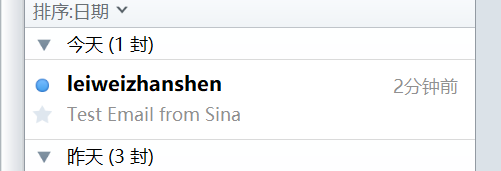 排序:日期
今天 (1 封)
leiweizhanshen 2分钟前
Test Email from Sina
昨天 (3 封)